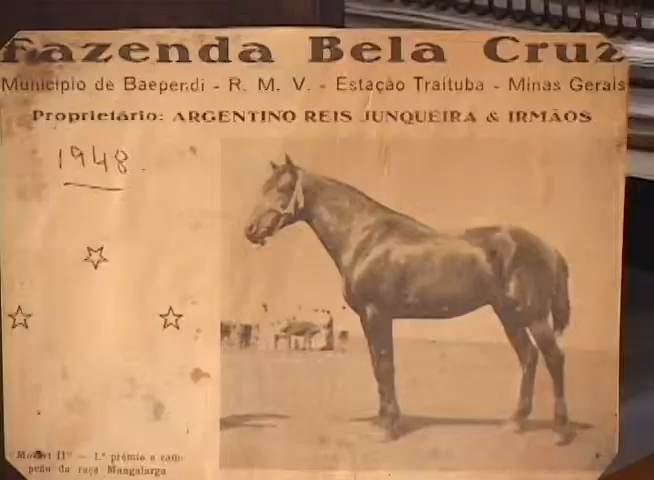 Fazenda Bela Cruz
Município de Baependi - R. M. V. - Estação Traituba - Minas Gerais
Proprietário: ARGENTINO REIS JUNQUEIRA & IRMÃOS
1948
II" — 1.º prêmio e cam-
peão da raça Mangalarga